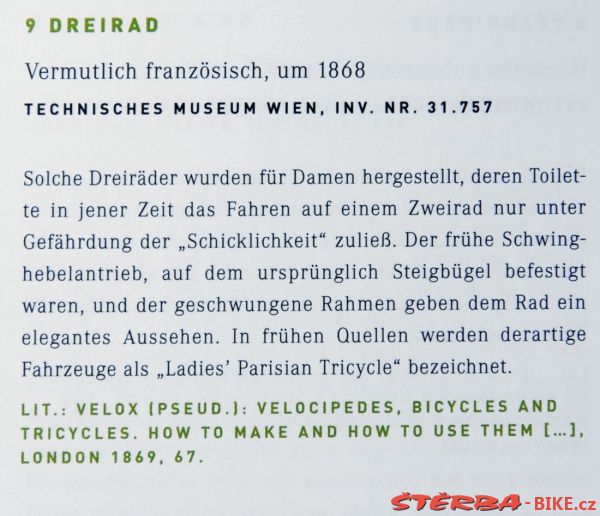 9 DREIRAD
Vermutlich französisch, um 1868
TECHNISCHES MUSEUM WIEN, INV. NR. 31.757
Solche Dreiräder wurden für Damen hergestellt, deren Toilet-
te in jener Zeit das Fahren auf einem Zweirad nur unter
Gefährdung der „Schicklichkeit“ zuließ. Der frühe Schwing-
hebelantrieb, auf dem ursprünglich Steigbügel befestigt
waren, und der geschwungene Rahmen geben dem Rad ein
elegantes Aussehen. In frühen Quellen werden derartige
Fahrzeuge als „Ladies’ Parisian Tricycle“ bezeichnet.
LIT.: VELOX (PSEUD.): VELOCIPEDES, BICYCLES AND
TRICYCLES. HOW TO MAKE AND HOW TO USE THEM [...],
LONDON 1869, 67.
ŠTĚRBA-BIKE.cz